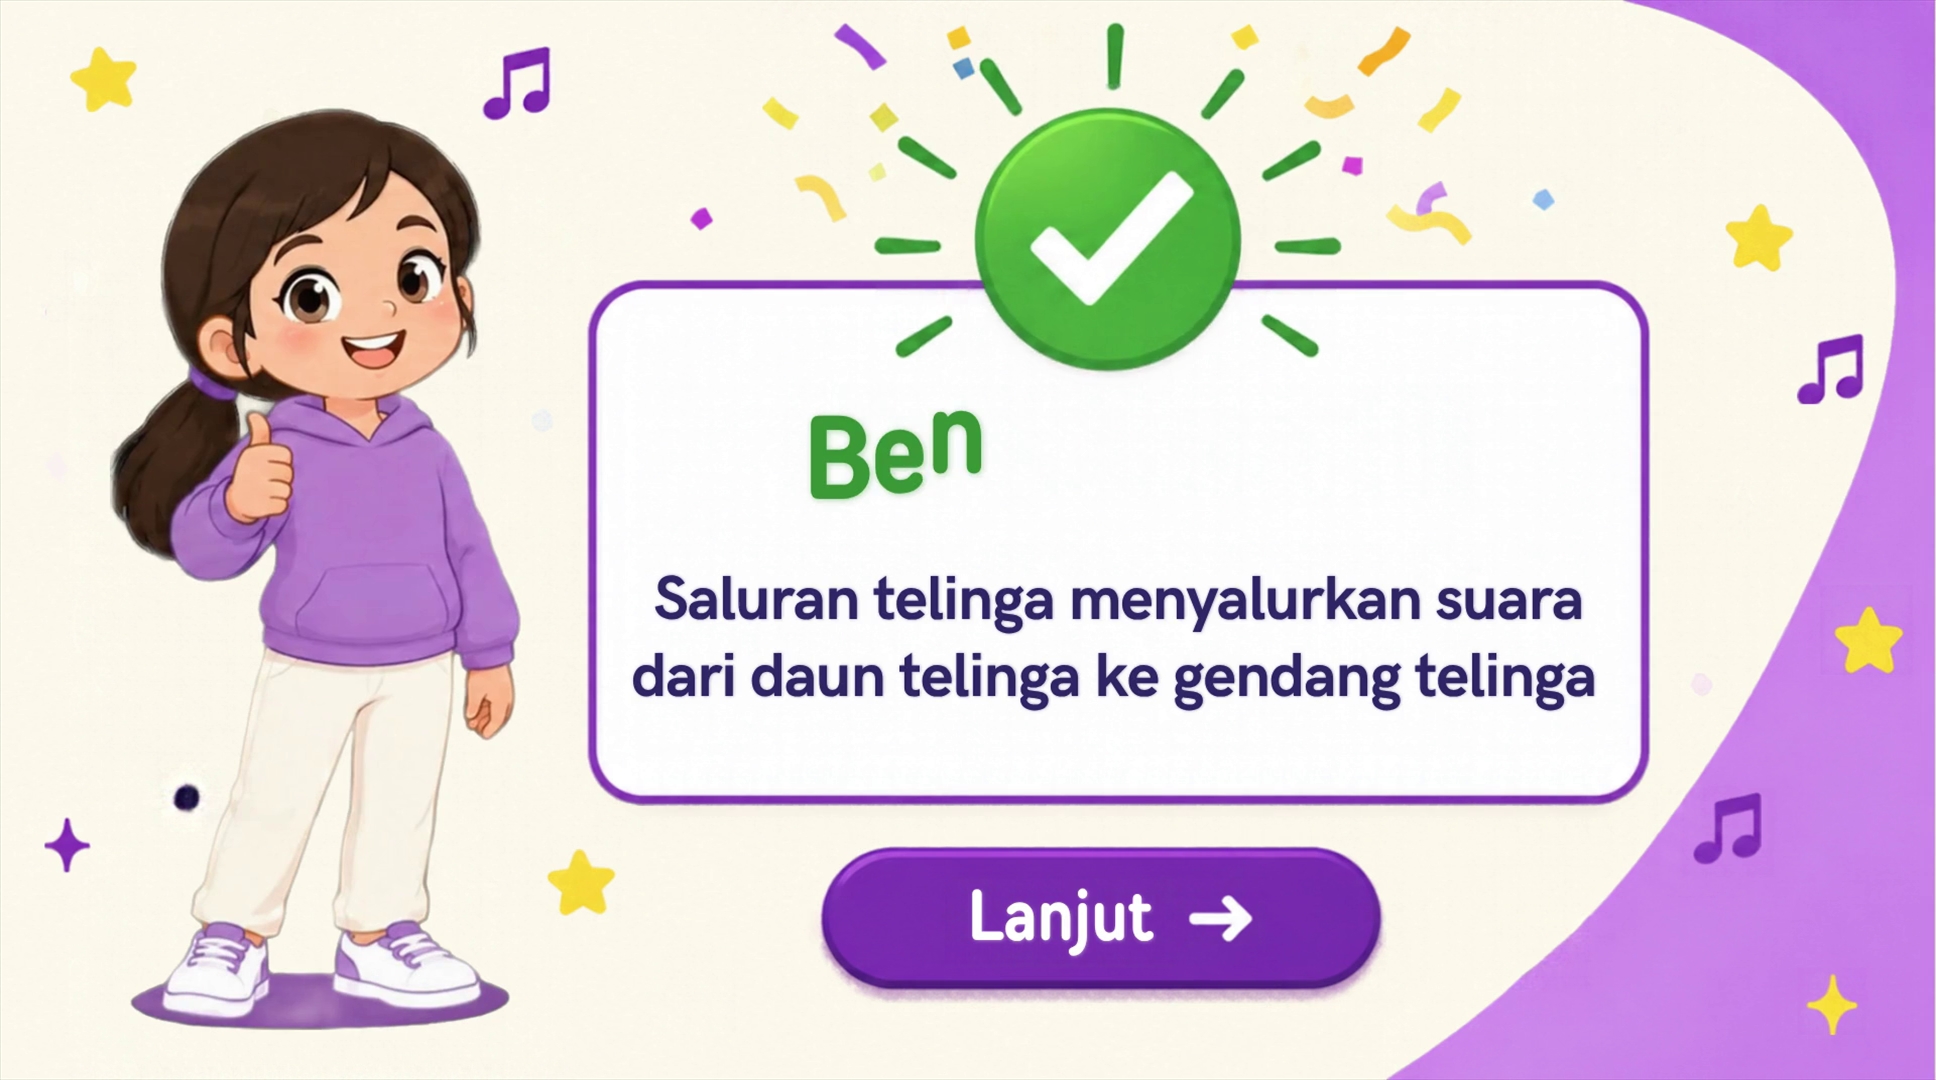 Ben
Saluran telinga menyalurkan suara
dari daun telinga ke gendang telinga
Lanjut →